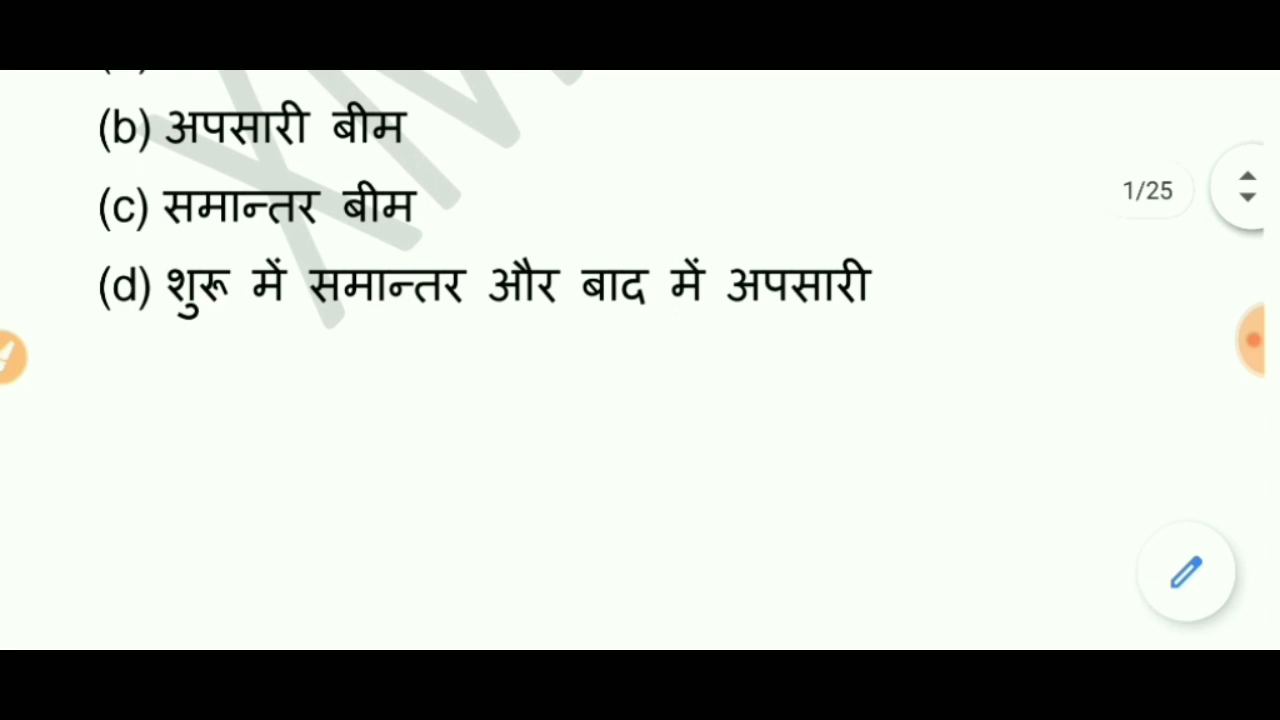 (b) अपसारी बीम
(c) समान्तर बीम
1/25
(d) शुरू में समान्तर और बाद में अपसारी